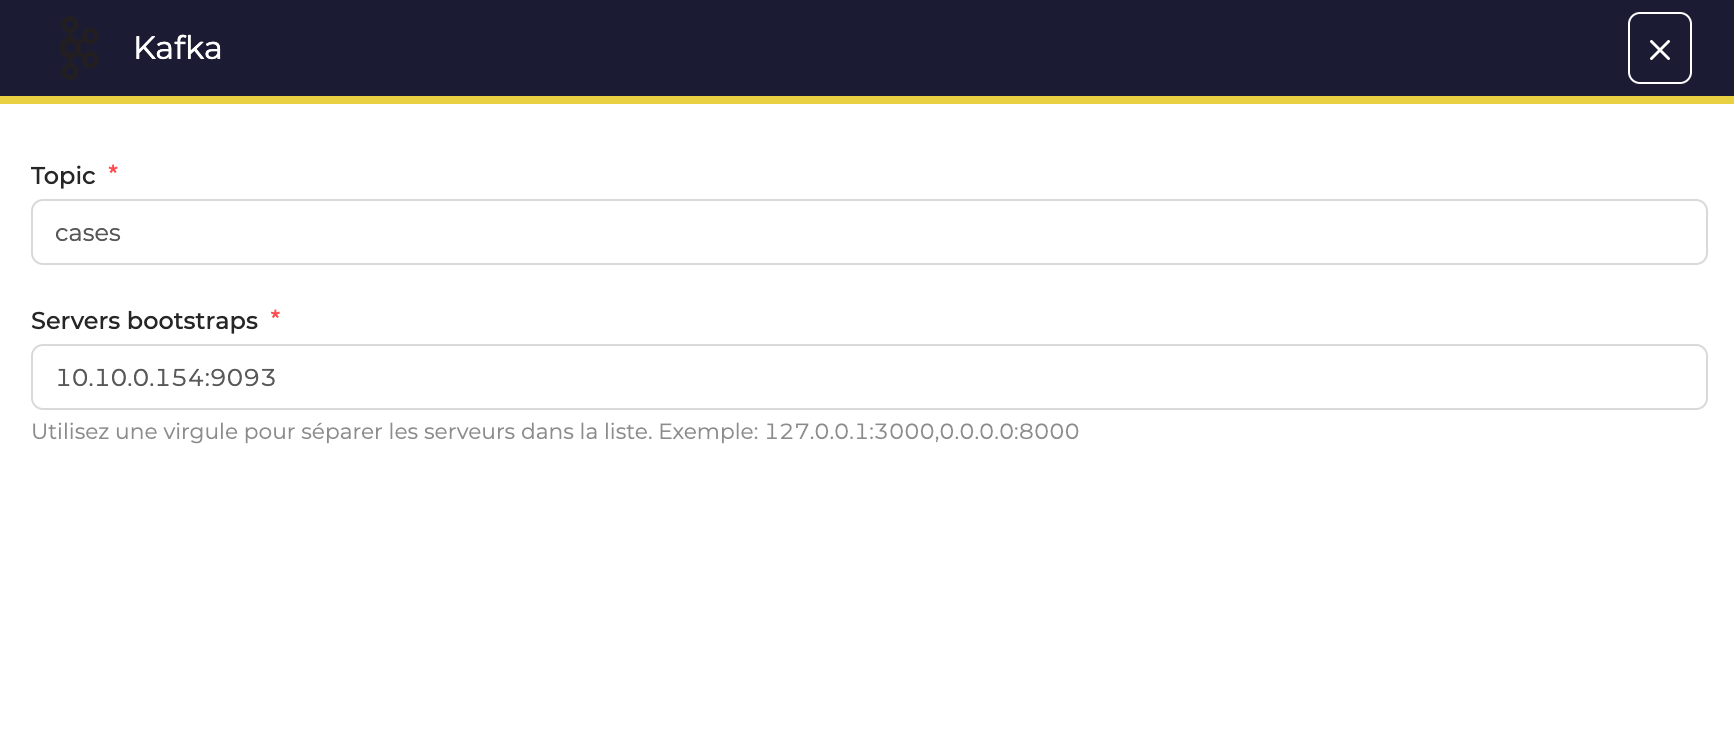 Kafka
Topic *
cases
Servers bootstraps *
10.10.0.154:9093
Utilisez une virgule pour séparer les serveurs dans la liste. Exemple: 127.0.0.1:3000,0.0.0.0:8000